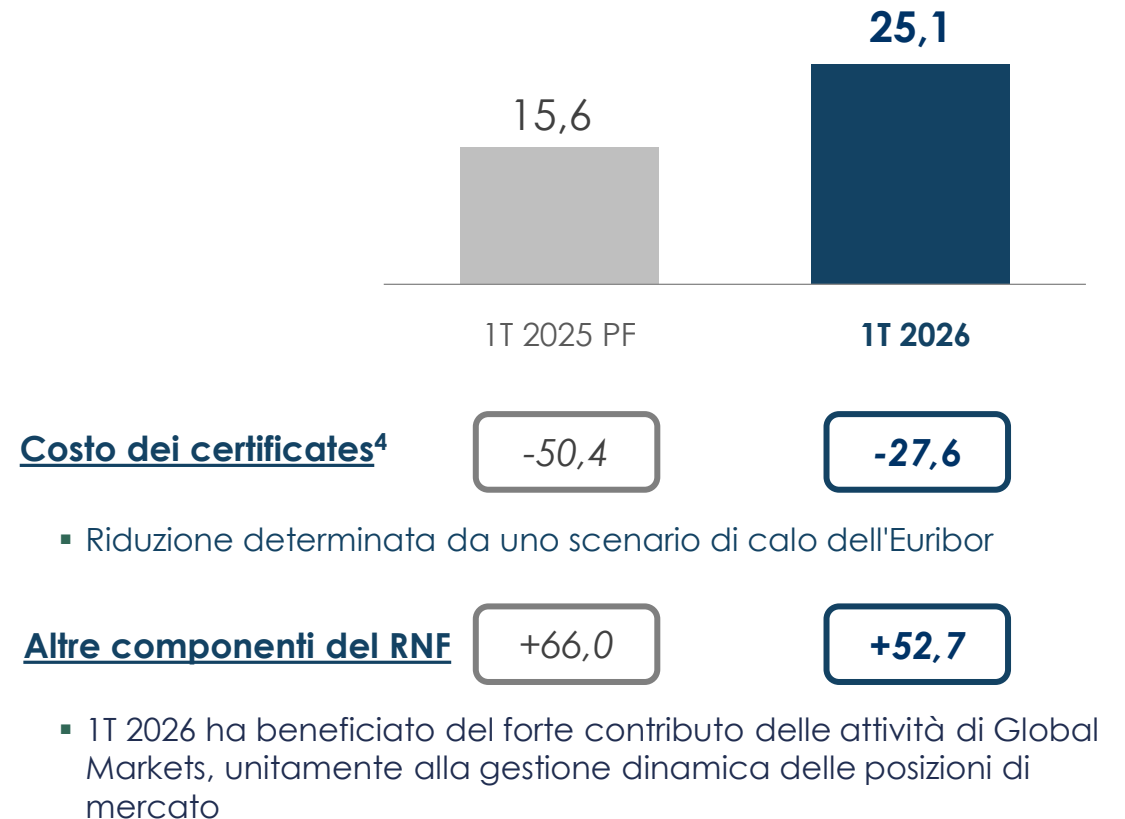 25,1
15,6
1T 2025 PF
1T 2026
Costo dei certificates4
-50,4
-27,6
▪ Riduzione determinata da uno scenario di calo dell'Euribor
Altre componenti del RNF
+66,0
+52,7
▪ 1T 2026 ha beneficiato del forte contributo delle attività di Global
Markets, unitamente alla gestione dinamica delle posizioni di
mercato